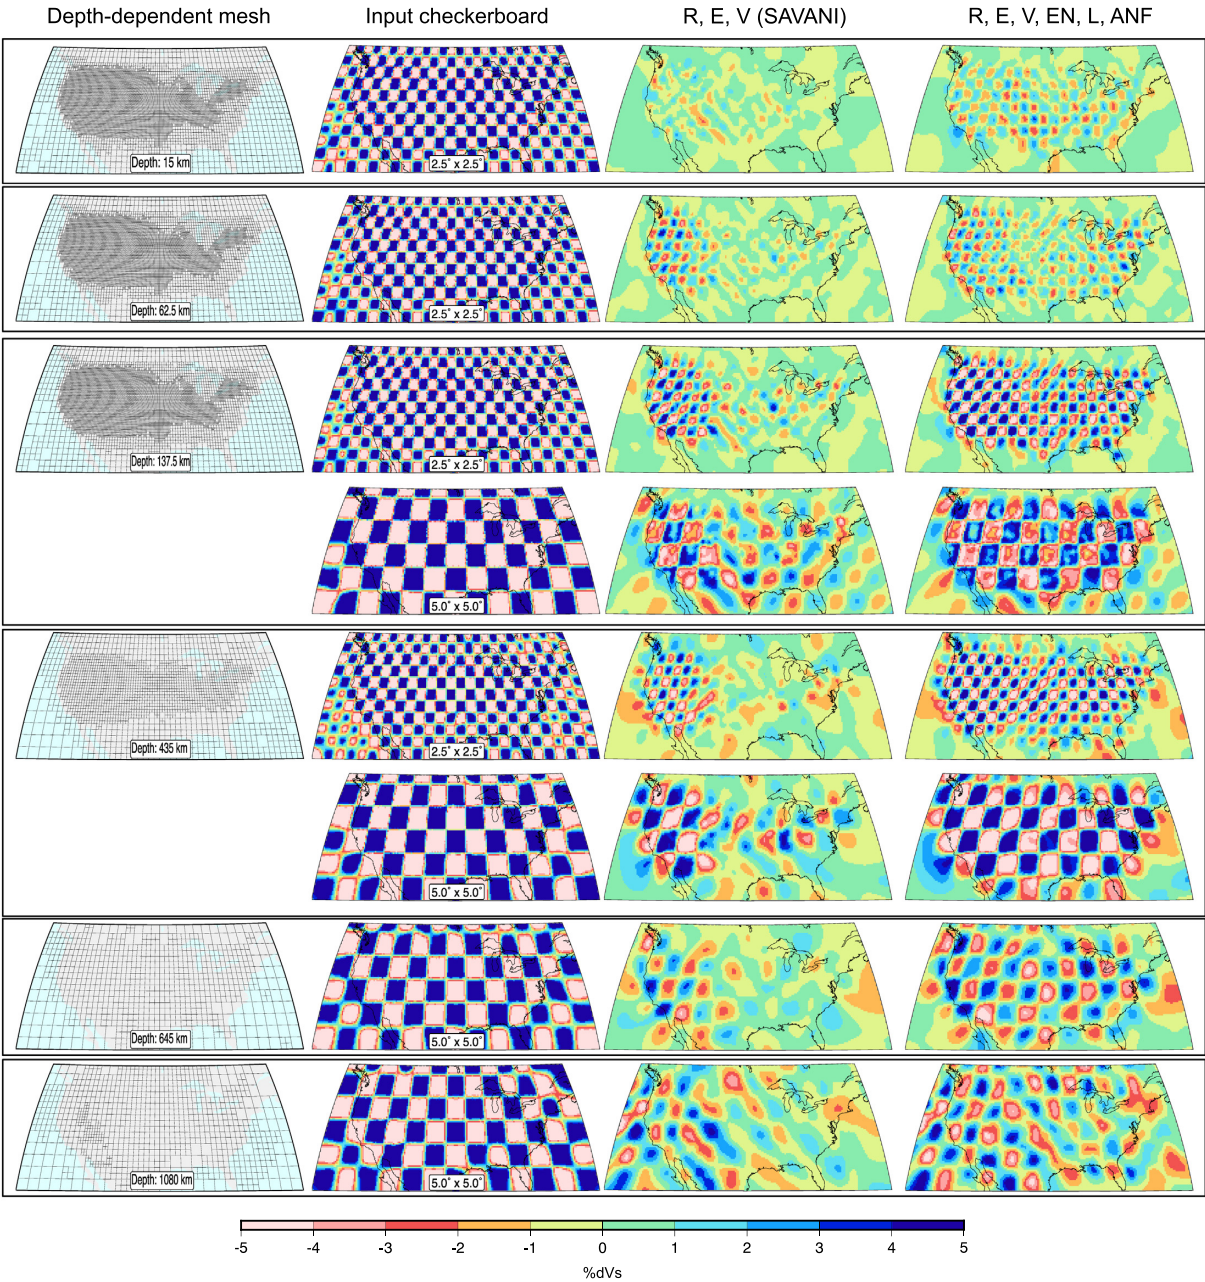 Depth-dependent mesh Input checkerboard R, E, V (SAVANI) R, E, V, EN, L, ANF
Depth: 15 km 2.5° x 2.5°
Depth: 62.5 km 2.5° x 2.5°
Depth: 137.5 km 2.5° x 2.5°
5.0° x 5.0°
Depth: 435 km 2.5° x 2.5°
5.0° x 5.0°
Depth: 645 km 5.0° x 5.0°
Depth: 1080 km 5.0° x 5.0°
-5 -4 -3 -2 -1 0 1 2 3 4 5
%dVs